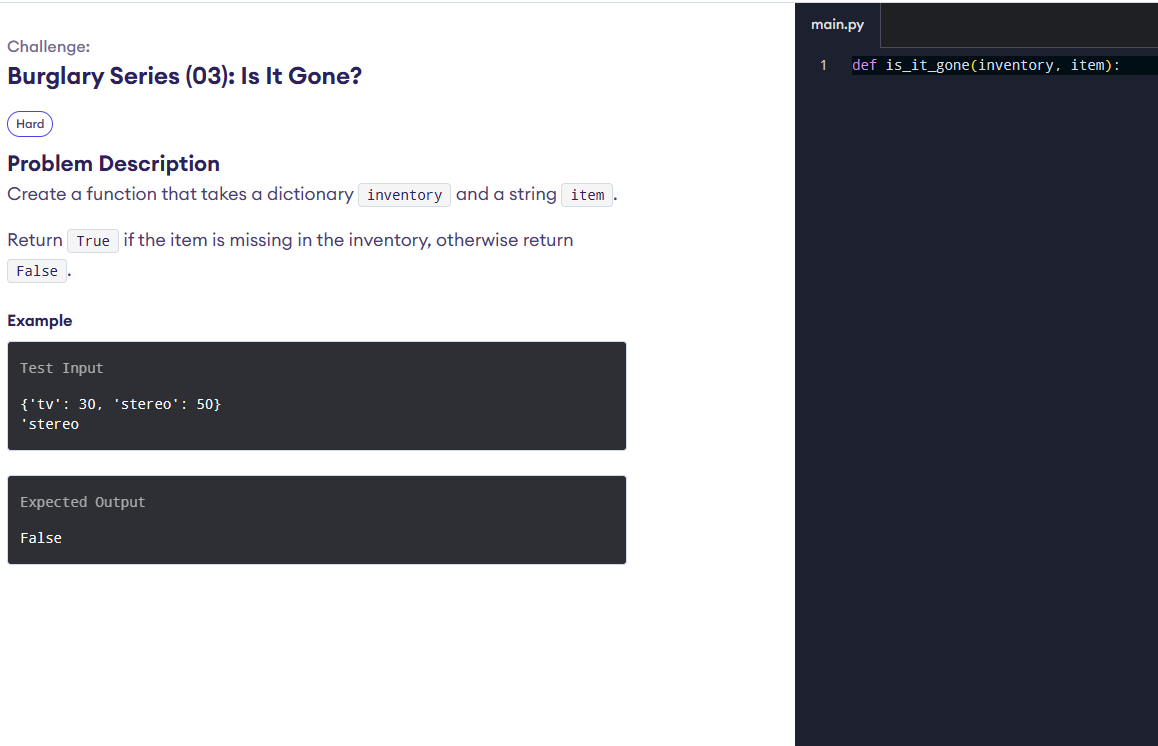 Challenge:
Burglary Series (03): Is It Gone?
Hard
Problem Description
Create a function that takes a dictionary inventory and a string item.
Return True if the item is missing in the inventory, otherwise return
False.
Example
Test Input
{'tv': 30, 'stereo': 50}
'stereo
Expected Output
False
main.py
1 def is_it_gone(inventory, item):